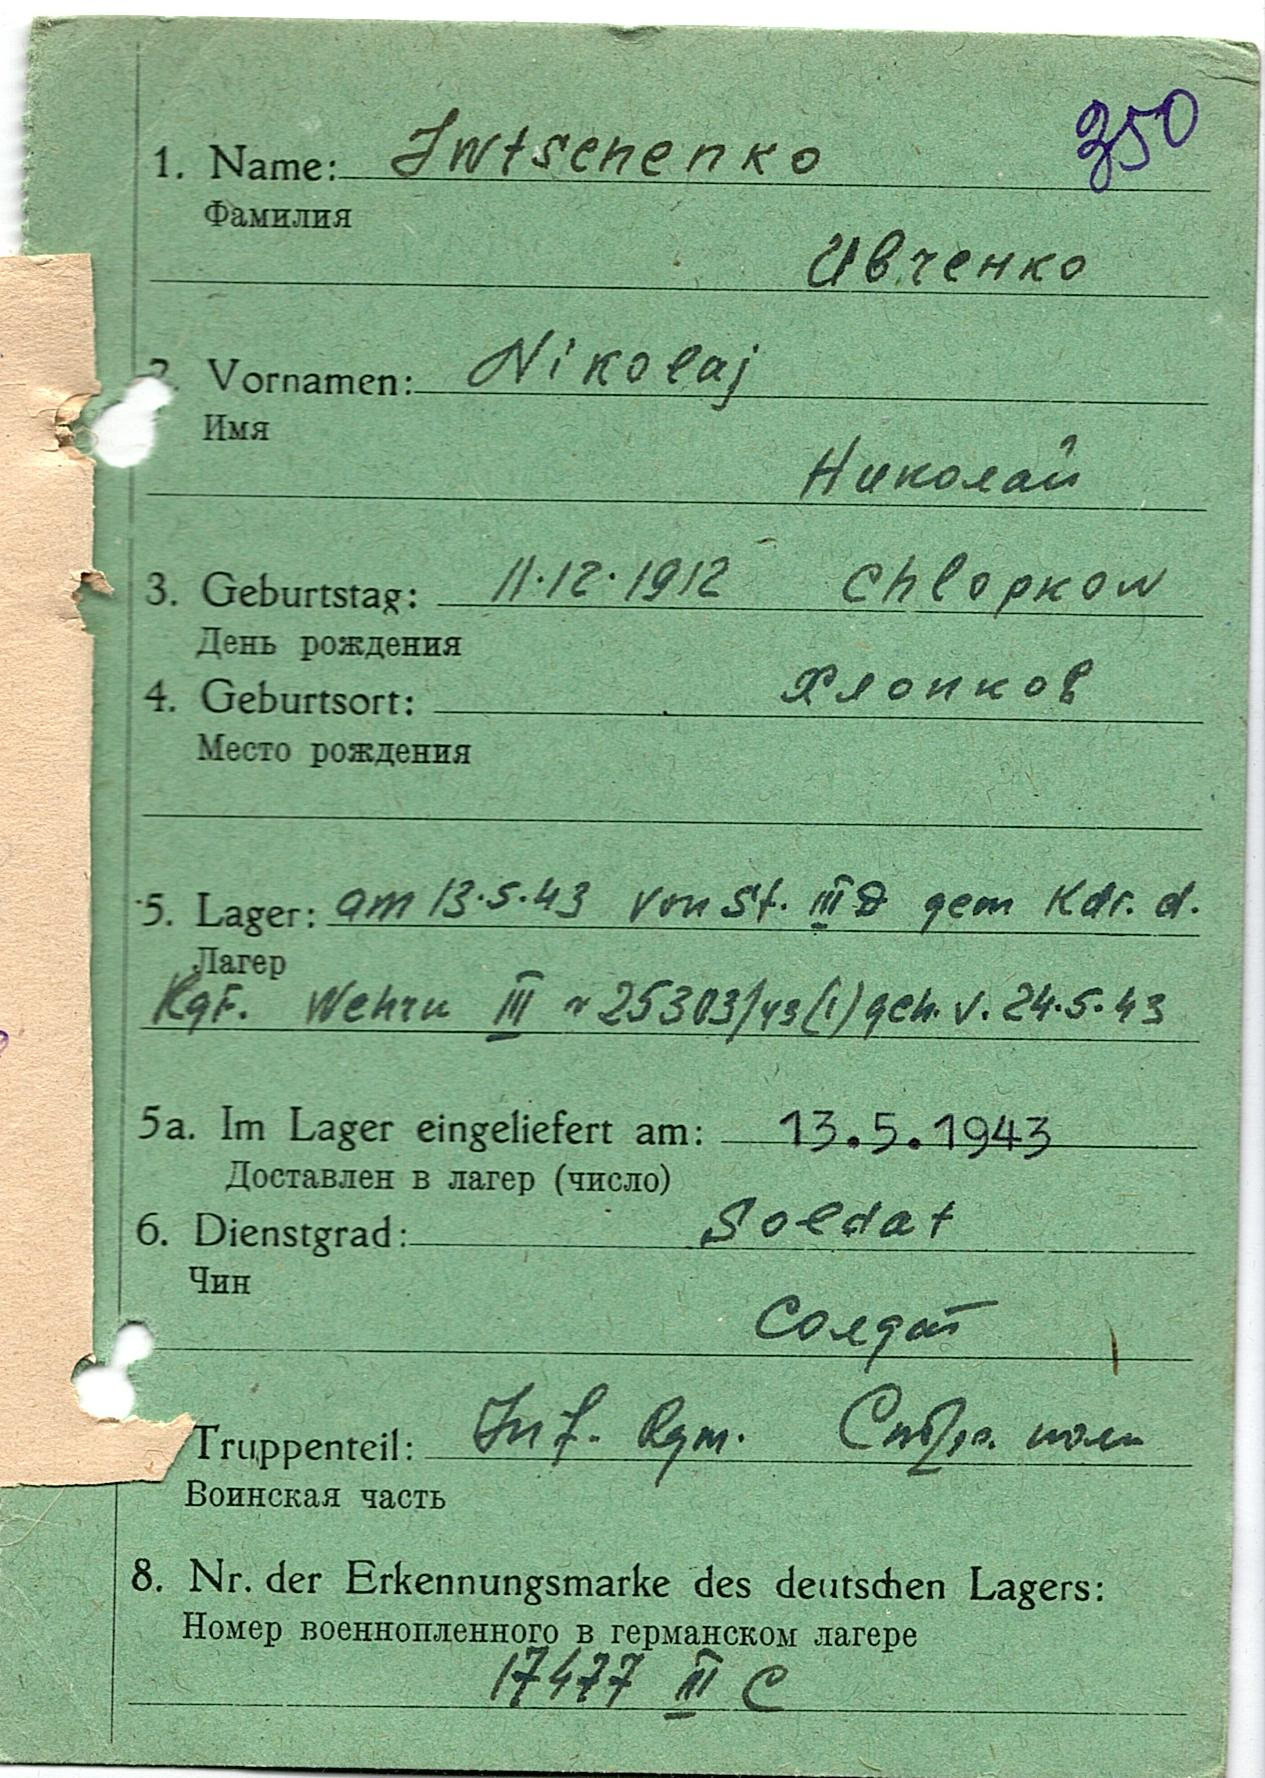 350
1. Name: Iwtschenko
Фамилия
Ивченко
2. Vornamen: Nikolaj
Имя
Николай
3. Geburtstag: 11.12.1912 Chlopkow
День рождения
Хлопков
4. Geburtsort:
Место рождения
5. Lager: am 13.5.43 von St. III D gem Kdr. d.
Лагер
Kgf. Wehrm III 25303/43 (1) geh. v. 24.5.43
5a. Im Lager eingeliefert am: 13.5.1943
Доставлен в лагер (число)
6. Dienstgrad: Soldat
Чин
Солдат
Truppenteil: Inf. Rgm.
Воинская часть
8. Nr. der Erkennungsmarke des deutschen Lagers:
Номер военнопленного в германском лагере
17477 III C